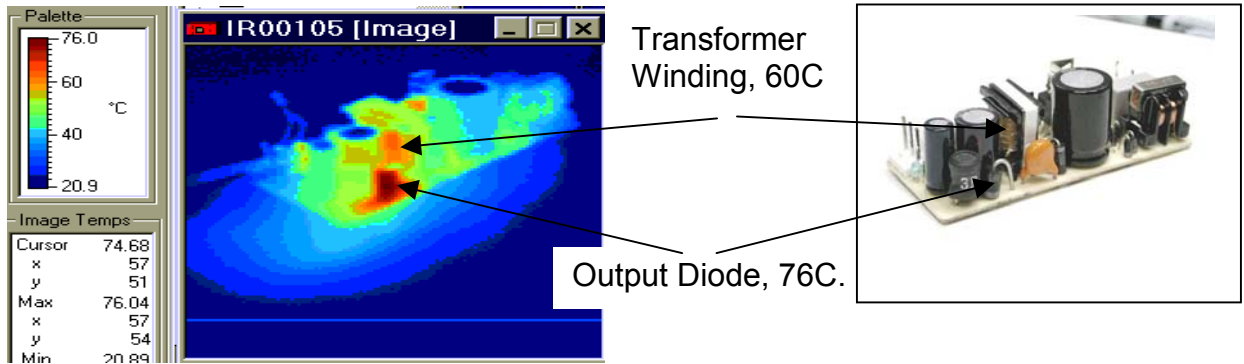 Palette
76.0
60
°C
40
20.9
Image Temps
Cursor 74.68
x 57
y 51
Max 76.04
x 57
y 54
Min 20.89
IR00105 [Image]
Transformer
Winding, 60C
Output Diode, 76C.